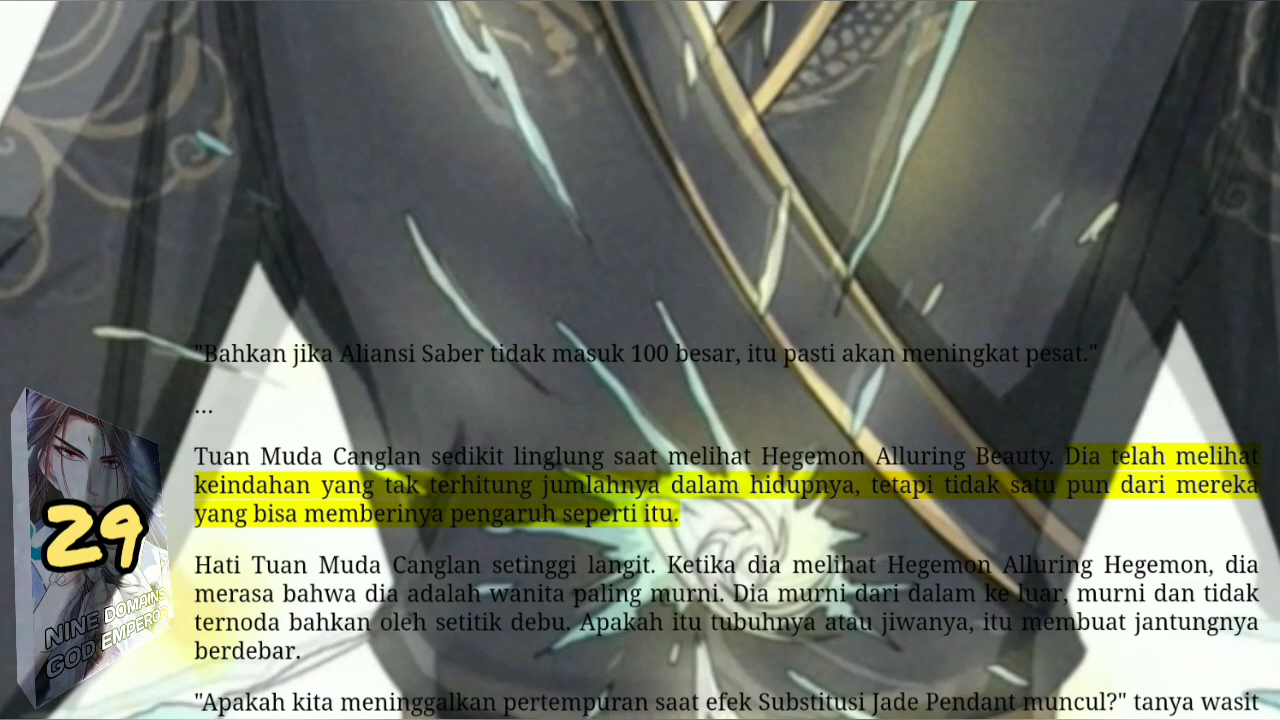 "Bahkan jika Aliansi Saber tidak masuk 100 besar, itu pasti akan meningkat pesat."
...
Tuan Muda Canglan sedikit linglung saat melihat Hegemon Alluring Beauty. Dia telah melihat
keindahan yang tak terhitung jumlahnya dalam hidupnya, tetapi tidak satu pun dari mereka
yang bisa memberinya pengaruh seperti itu.
Hati Tuan Muda Canglan setinggi langit. Ketika dia melihat Hegemon Alluring Hegemon, dia
merasa bahwa dia adalah wanita paling murni. Dia murni dari dalam ke luar, murni dan tidak
ternoda bahkan oleh setitik debu. Apakah itu tubuhnya atau jiwanya, itu membuat jantungnya
berdebar.
"Apakah kita meninggalkan pertempuran saat efek Substitusi Jade Pendant muncul?" tanya wasit
29
NINE DOMAINS
GOD EMPEROR